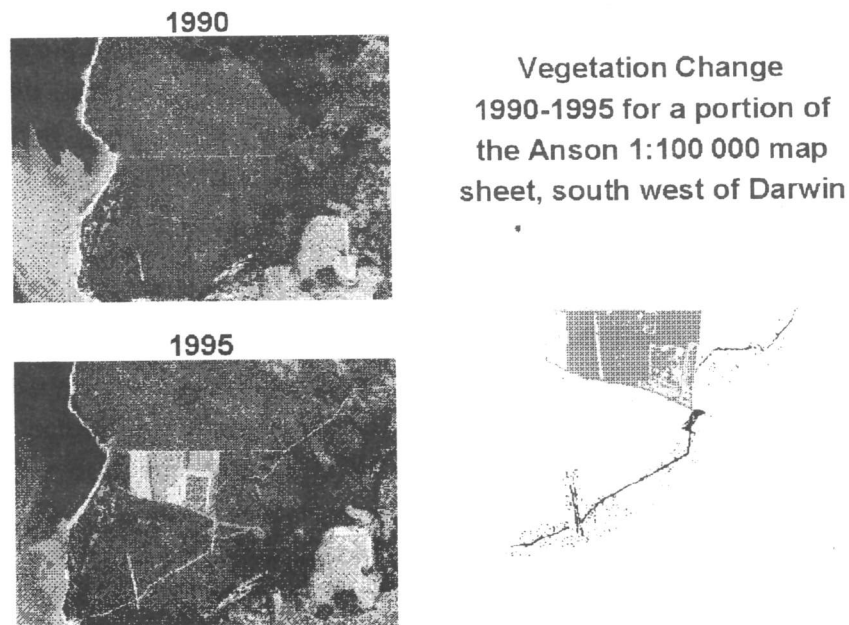 1990
Vegetation Change
1990-1995 for a portion of
the Anson 1:100 000 map
sheet, south west of Darwin
1995